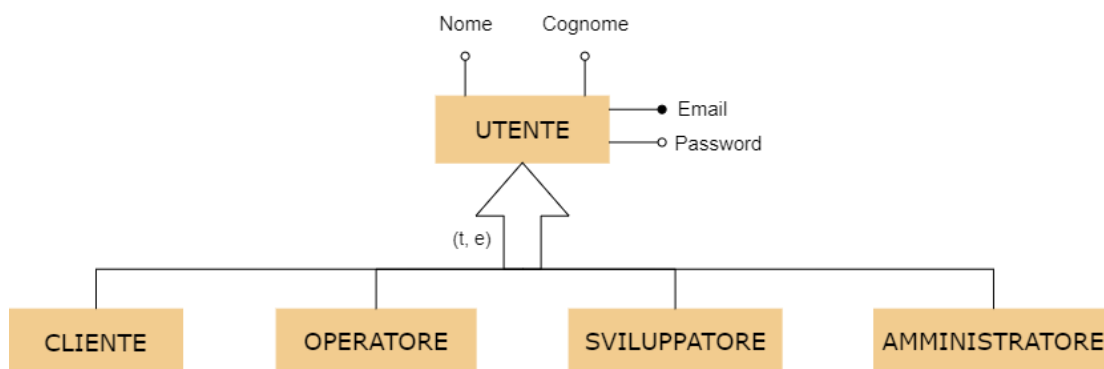 Nome
Cognome
UTENTE
Email
Password
(t, e)
CLIENTE
OPERATORE
SVILUPPATORE
AMMINISTRATORE